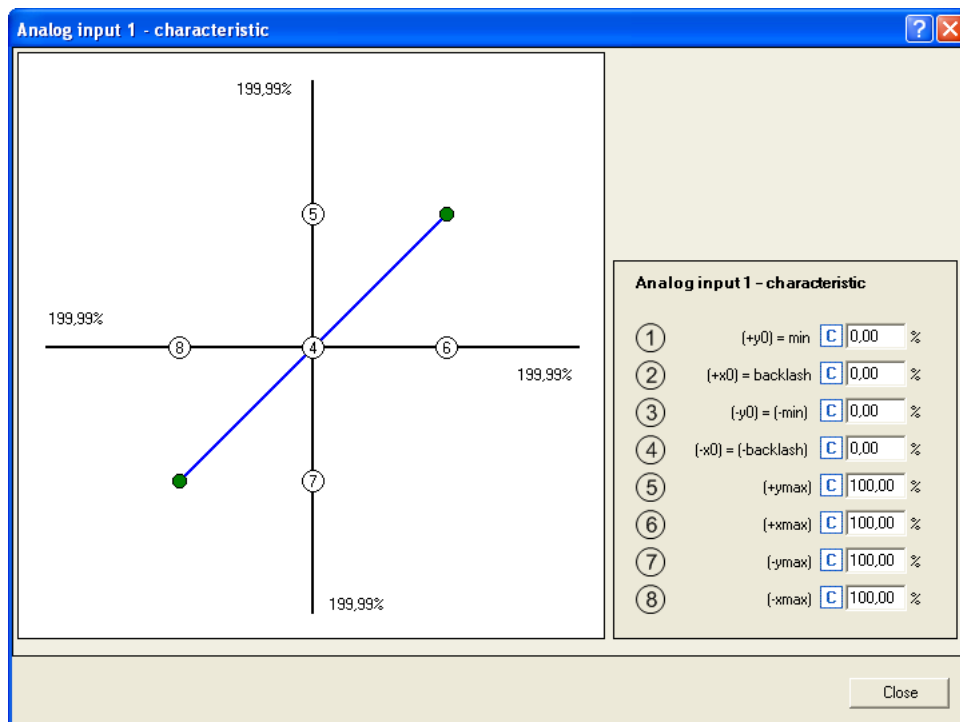 Analog input 1 - characteristic
?
199,99%
5
199,99%
8
4
6
199,99%
7
199,99%
Analog input 1 - characteristic
1 (+y0) = min C 0,00 %
2 (+x0) = backlash C 0,00 %
3 (-y0) = (-min) C 0,00 %
4 (-x0) = (-backlash) C 0,00 %
5 (+ymax) C 100,00 %
6 (+xmax) C 100,00 %
7 (-ymax) C 100,00 %
8 (-xmax) C 100,00 %
Close